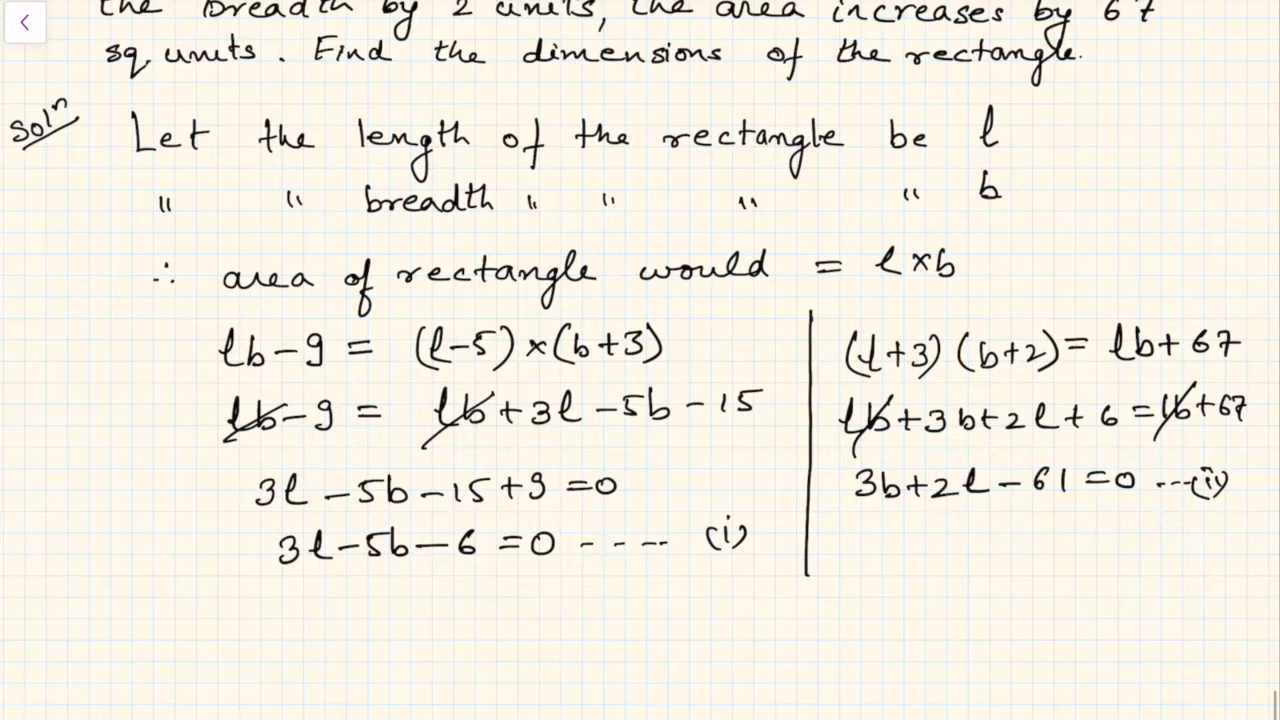 the breadth by 2 units, the area increases by 67
sq. units. Find the dimensions of the rectangle.
Soln
Let the length of the rectangle be l
" " breadth " " " " b
∴ area of rectangle would = l×b
lb-9 = (l-5)×(b+3)
lb-9 = lb+3l-5b-15
3l-5b-15+9=0
3l-5b-6=0 ---- (i)
(l+3)(b+2)= lb+67
lb+3b+2l+6=lb+67
3b+2l-61=0 ---(ii)